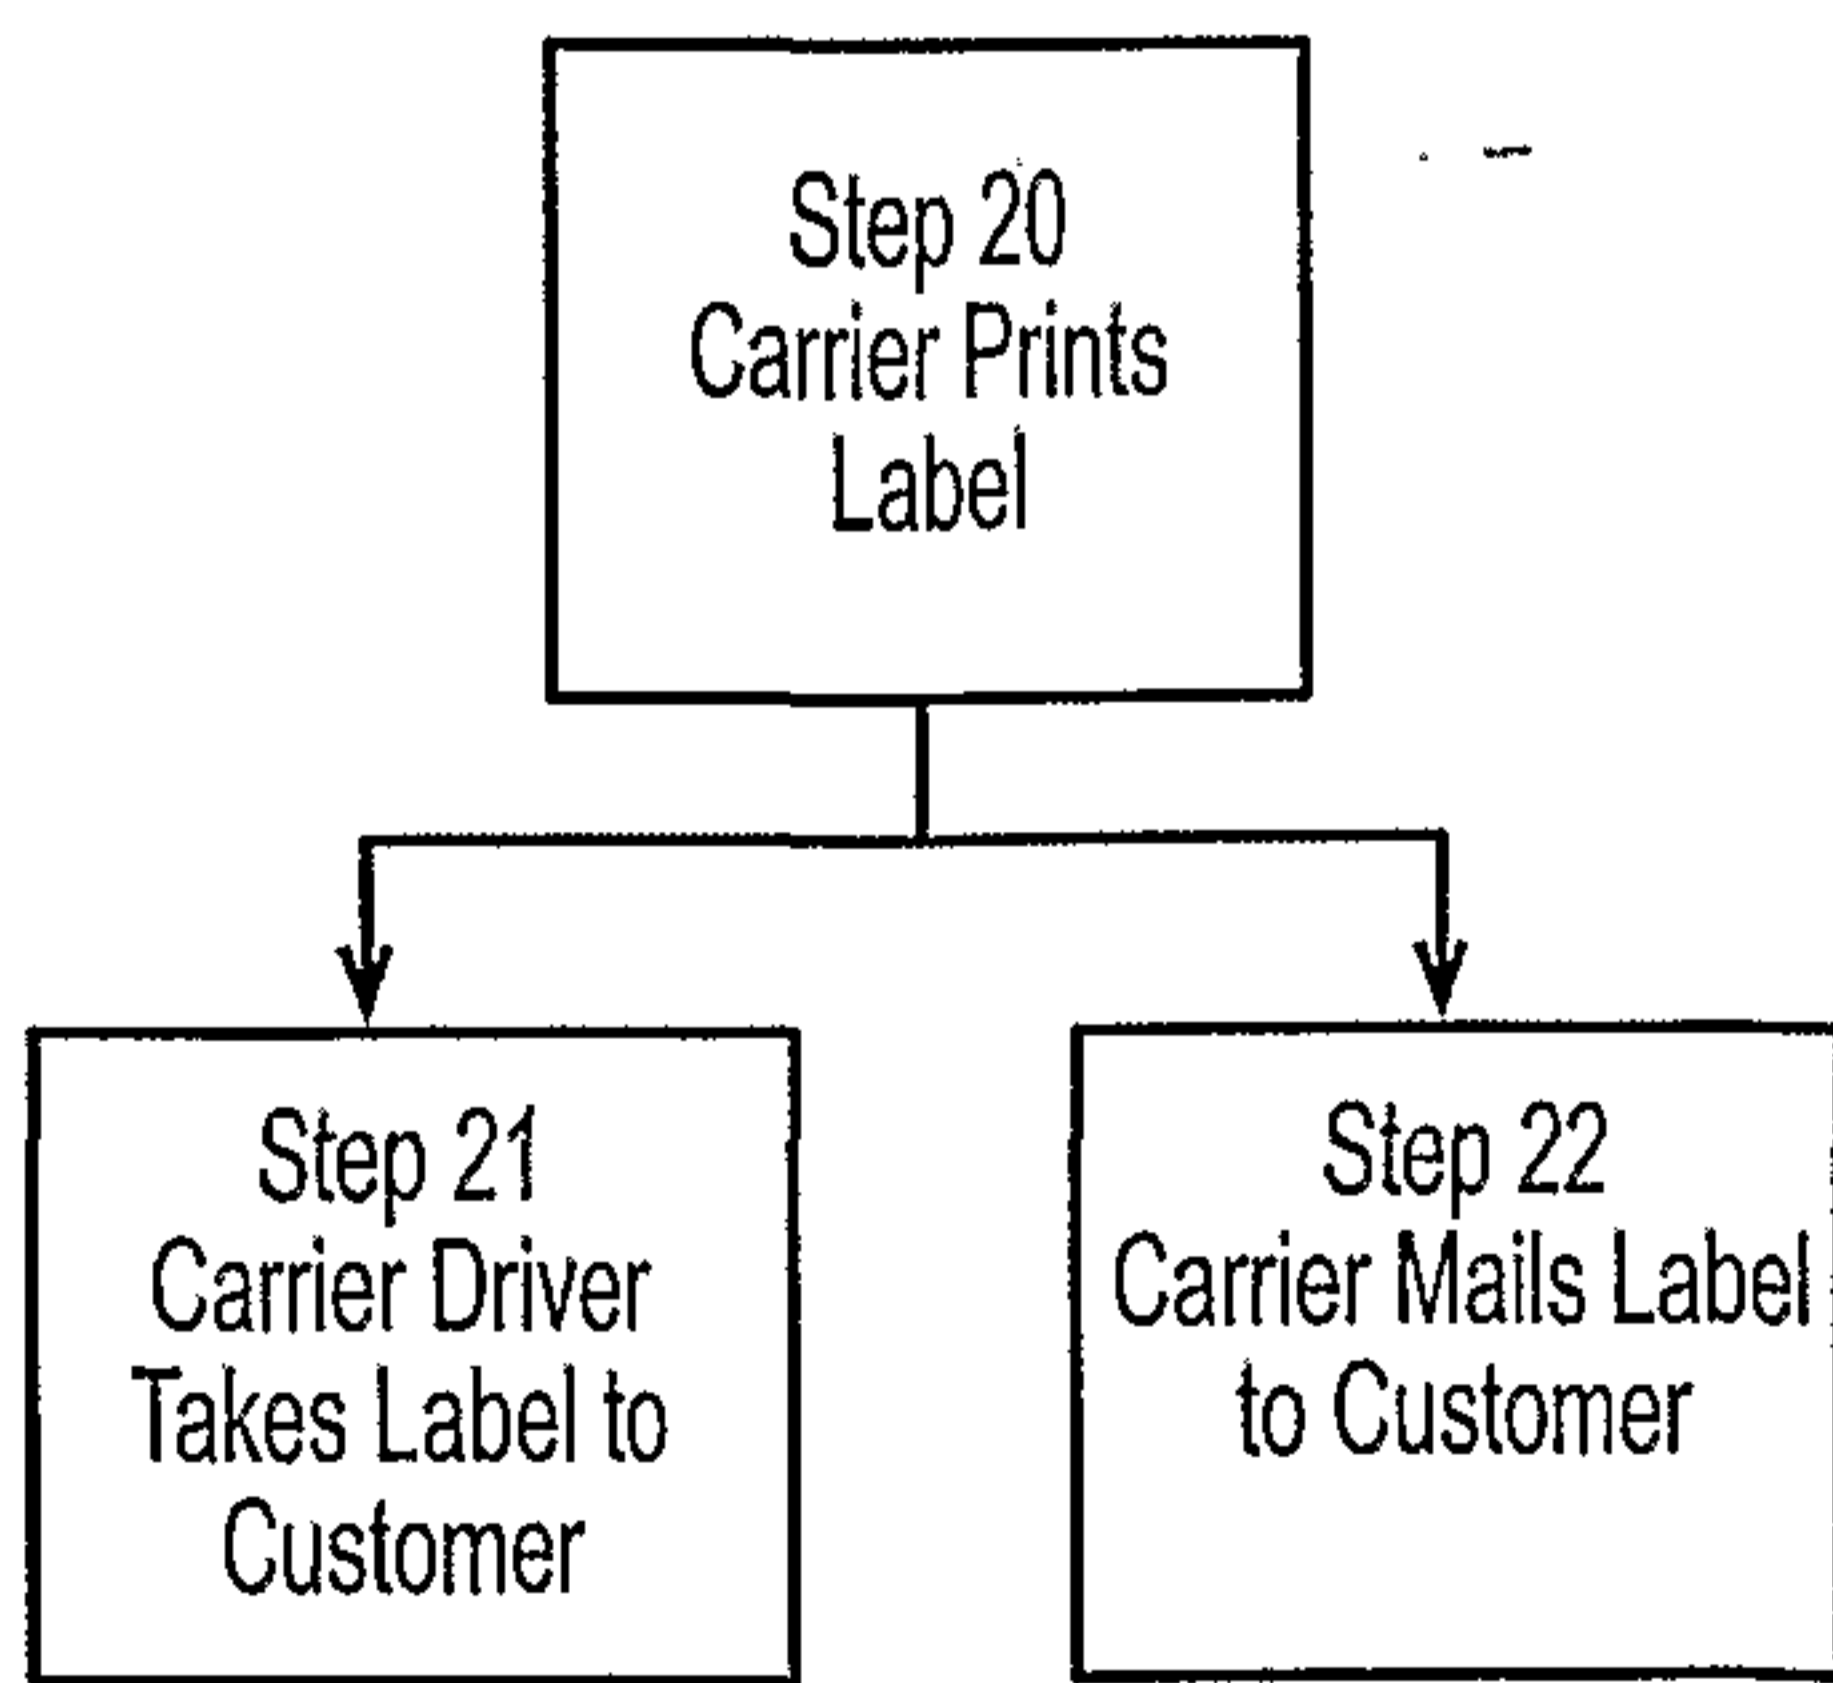 Step 20
Carrier Prints
Label
Step 21
Carrier Driver
Takes Label to
Customer
Step 22
Carrier Mails Label
to Customer